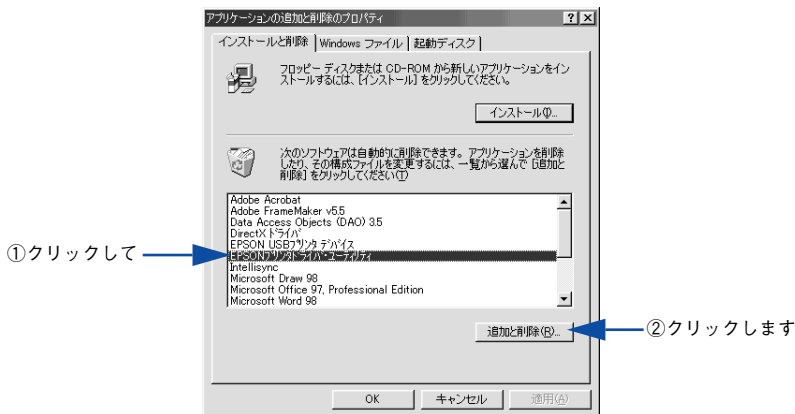 アプリケーションの追加と削除のプロパティ
インストールと削除
Windows ファイル
起動ディスク
フロッピー ディスクまたは CD-ROM から新しいアプリケーションをイン
ストールするには、[インストール] をクリックしてください。
インストール(I)...
次のソフトウェアは自動的に削除できます。アプリケーションを削除
したり、その構成ファイルを変更するには、一覧から選んで [追加と
削除] をクリックしてください(T)
Adobe Acrobat
Adobe FrameMaker v5.5
Data Access Objects (DAO) 3.5
DirectX ドライバ
EPSON USBプリンタ デバイス
①クリックして
EPSONプリンタドライバ・ユーティリティ
Intellisync
Microsoft Draw 98
Microsoft Office 97, Professional Edition
Microsoft Word 98
追加と削除(R)...
②クリックします
OK
キャンセル
適用(A)